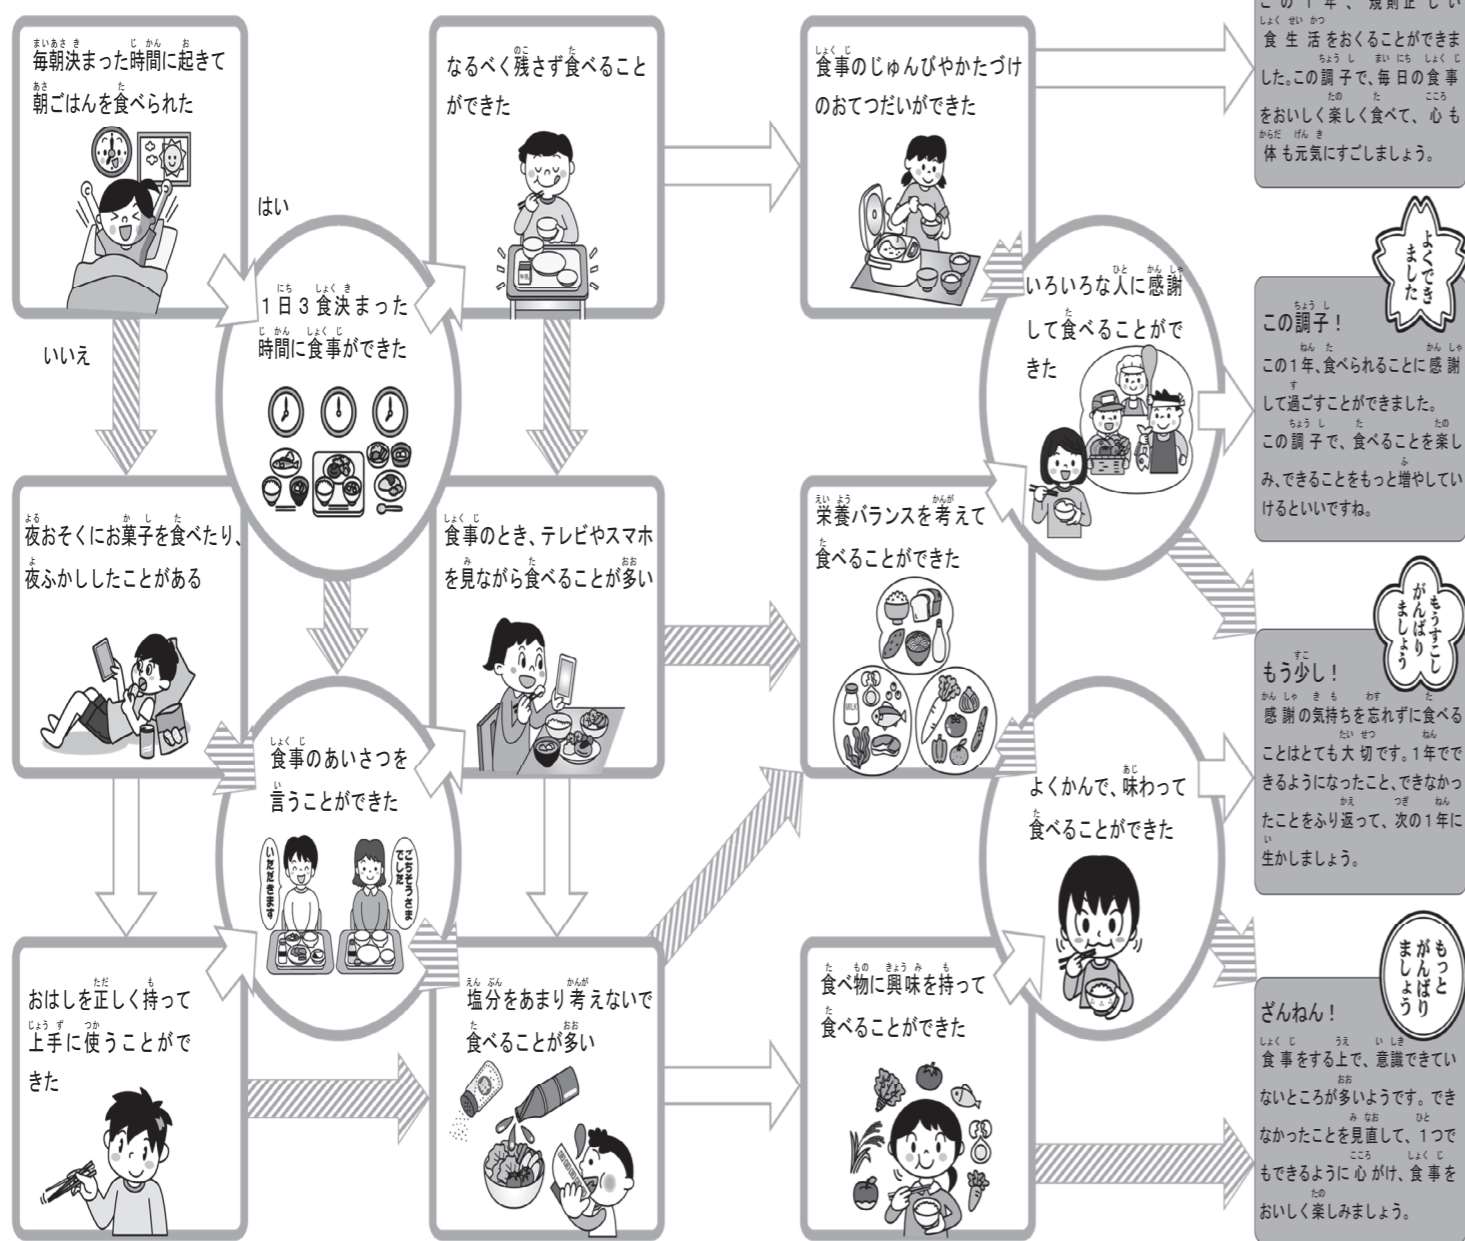 毎朝決まった時間に起きて
朝ごはんを食べられた
はい
いいえ
1日3食決まった
時間に食事ができた
なるべく残さず食べること
ができた
食事のじゅんびやかたづけ
のおてつだいができた
いろいろな人に感謝
して食べることがで
きた
夜おそくにお菓子を食べたり、
夜ふかししたことがある
食事のとき、テレビやスマホ
を見ながら食べることが多い
栄養バランスを考えて
食べることができた
MILK
食事のあいさつを
言うことができた
いただきます
ごちそうさま
でした
よくかんで、味わって
食べることができた
おはしを正しく持って
上手に使うことがで
きた
塩分をあまり考えないで
食べることが多い
食べ物に興味を持って
食べることができた
この1年、規則正しい
食生活をおくることができま
した。この調子で、毎日の食事
をおいしく楽しく食べて、心も
体も元気にすごしましょう。
よくでき
ました
この調子！
この1年、食べられることに感謝
して過ごすことができました。
この調子で、食べることを楽し
み、できることをもっと増やしてい
けるといいですね。
もうすこし
がんばり
ましょう
もう少し！
感謝の気持ちを忘れずに食べる
ことはとても大切です。1年でで
きるようになったこと、できなかっ
たことをふり返って、次の1年に
生かしましょう。
もっと
がんばり
ましょう
ざんねん！
食事をする上で、意識できてい
ないところが多いようです。でき
なかったことを見直して、1つで
もできるように心がけ、食事を
おいしく楽しみましょう。